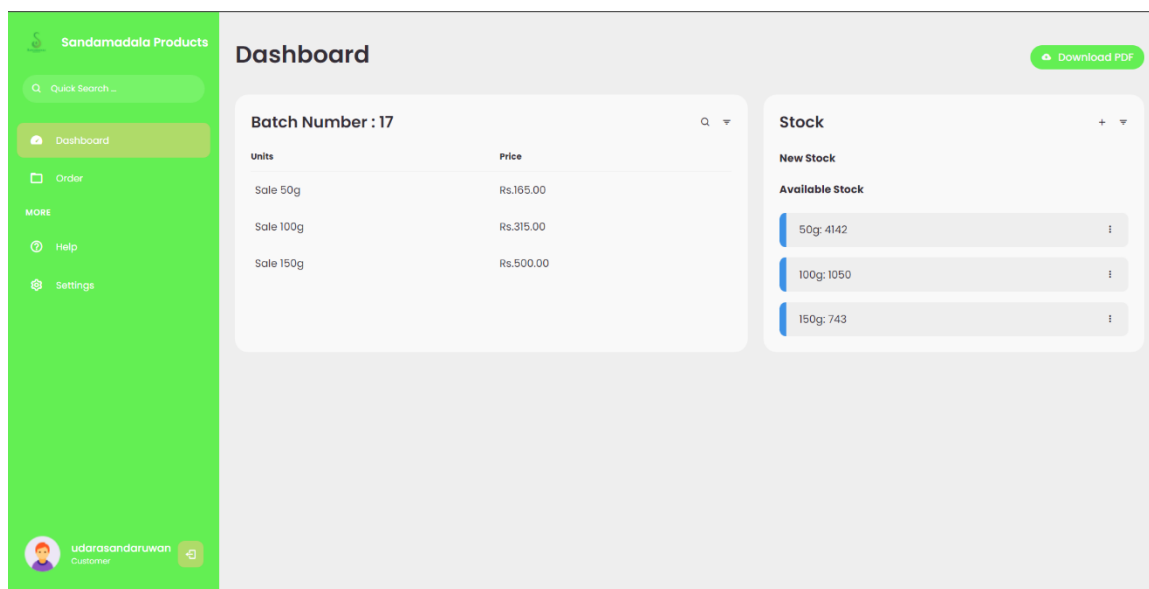 Sandamadala Products
Quick Search ...
Dashboard
Order
MORE
Help
Settings
udarasandaruwan
Customer
Dashboard
Download PDF
Batch Number : 17
Units Price
Sale 50g Rs.165.00
Sale 100g Rs.315.00
Sale 150g Rs.500.00
Stock
New Stock
Available Stock
50g: 4142
100g: 1050
150g: 743